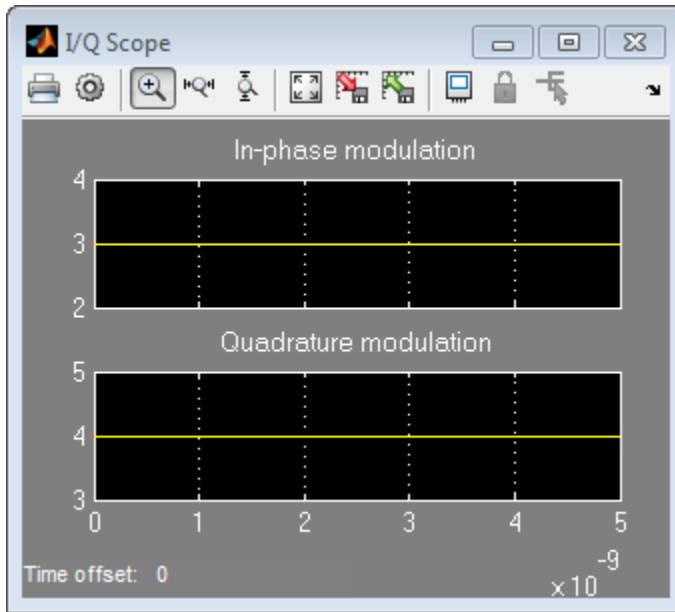 I/Q Scope
In-phase modulation
4
3
2
Quadrature modulation
5
4
3
0 1 2 3 4 5
Time offset: 0
x 10 -9